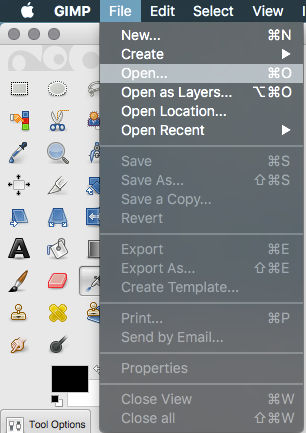 GIMP File Edit Select View
New... ⌘N
Create ▶
Open... ⌘O
Open as Layers... ⌥⌘O
Open Location...
Open Recent ▶
Save ⌘S
Save As... ⇧⌘S
Save a Copy...
Revert
Export ⌘E
Export As... ⇧⌘E
Create Template...
Print... ⌘P
Send by Email...
Properties
Close View ⌘W
Close all ⇧⌘W
Tool Options